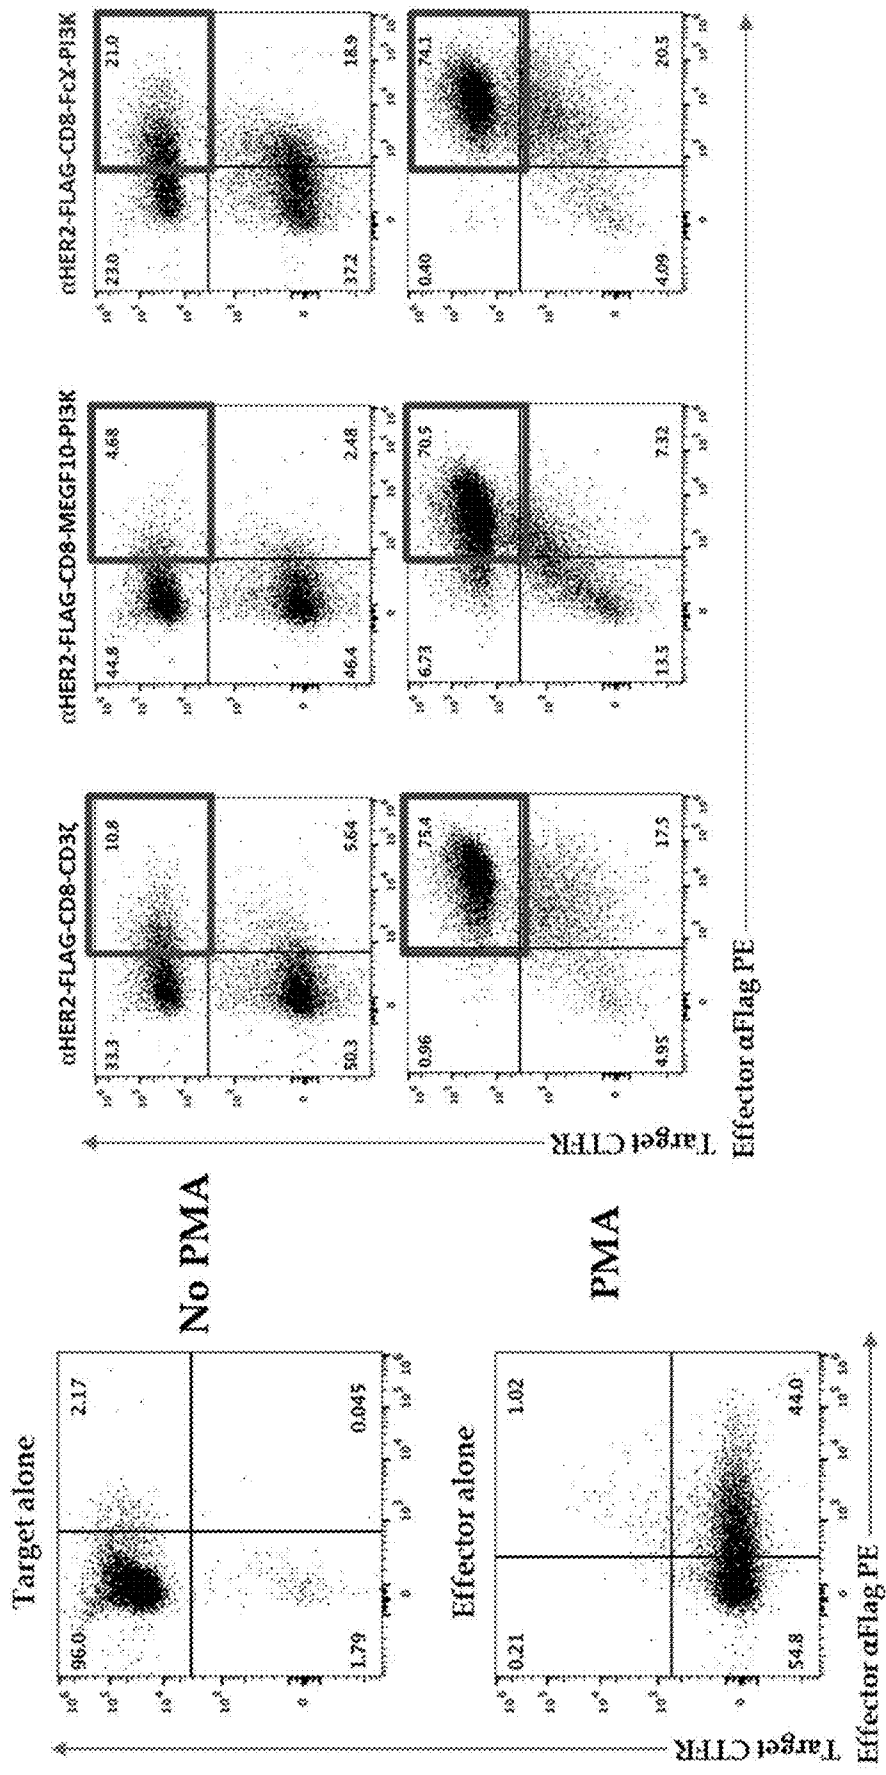 Target alone
96.0
2.17
1.79
0.045
Effector alone
0.21
1.02
54.8
44.0
Target CTFR
Effector αFlag PE
No PMA
PMA
αHER2-FLAG-CD8-CD3ζ
33.3
10.8
50.3
5.64
0.96
75.4
4.95
17.5
αHER2-FLAG-CD8-MEGF10-PI3K
44.8
4.68
46.4
2.48
6.73
70.5
13.5
7.32
αHER2-FLAG-CD8-FcX-PI3K
23.0
21.0
37.2
18.9
0.40
74.1
4.09
20.5
Target CTFR
Effector αFlag PE